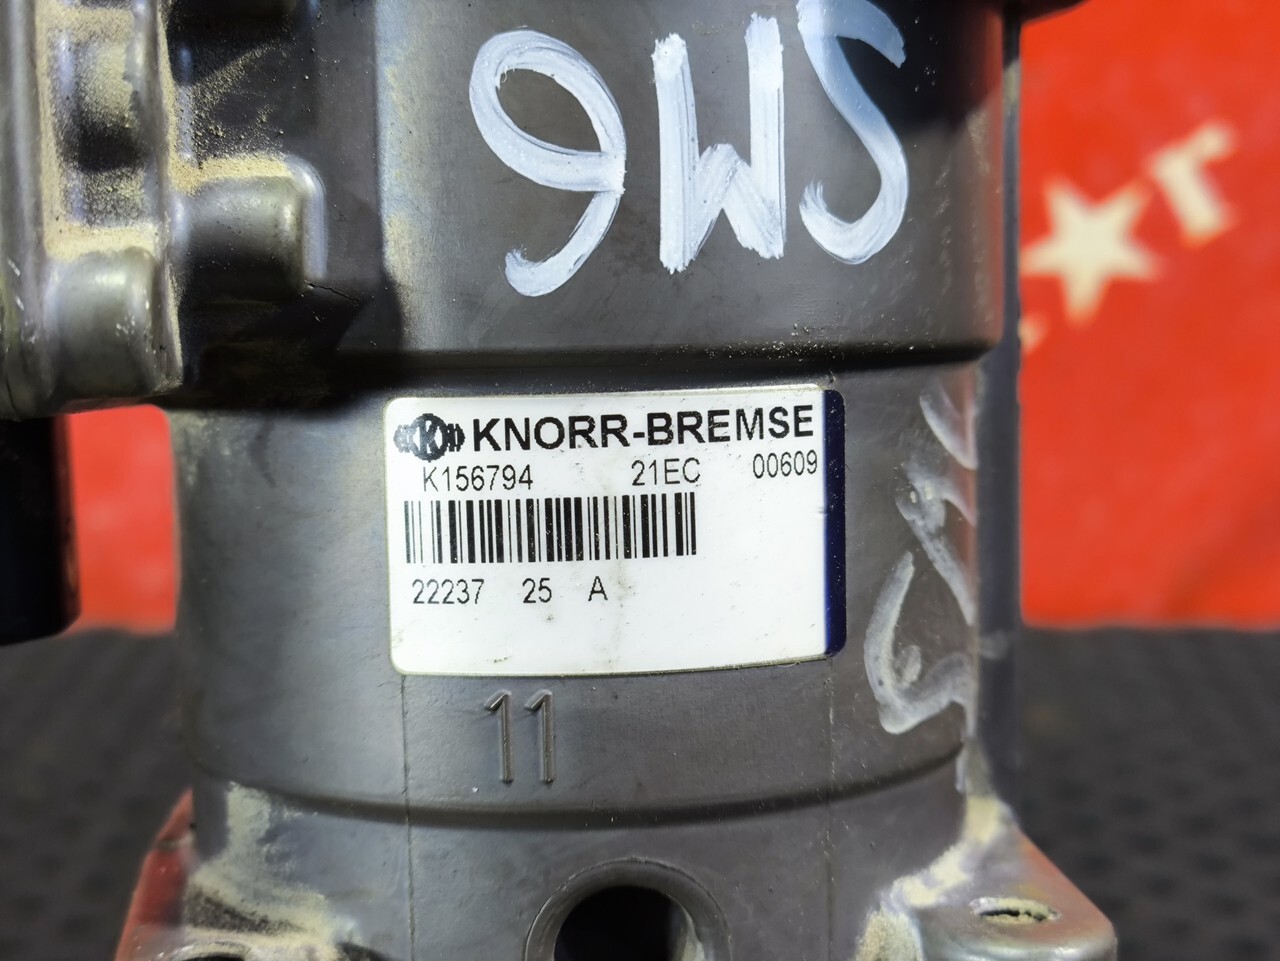 9WS
KNORR-BREMSE
K156794 21EC 00609
22237 25 A
11